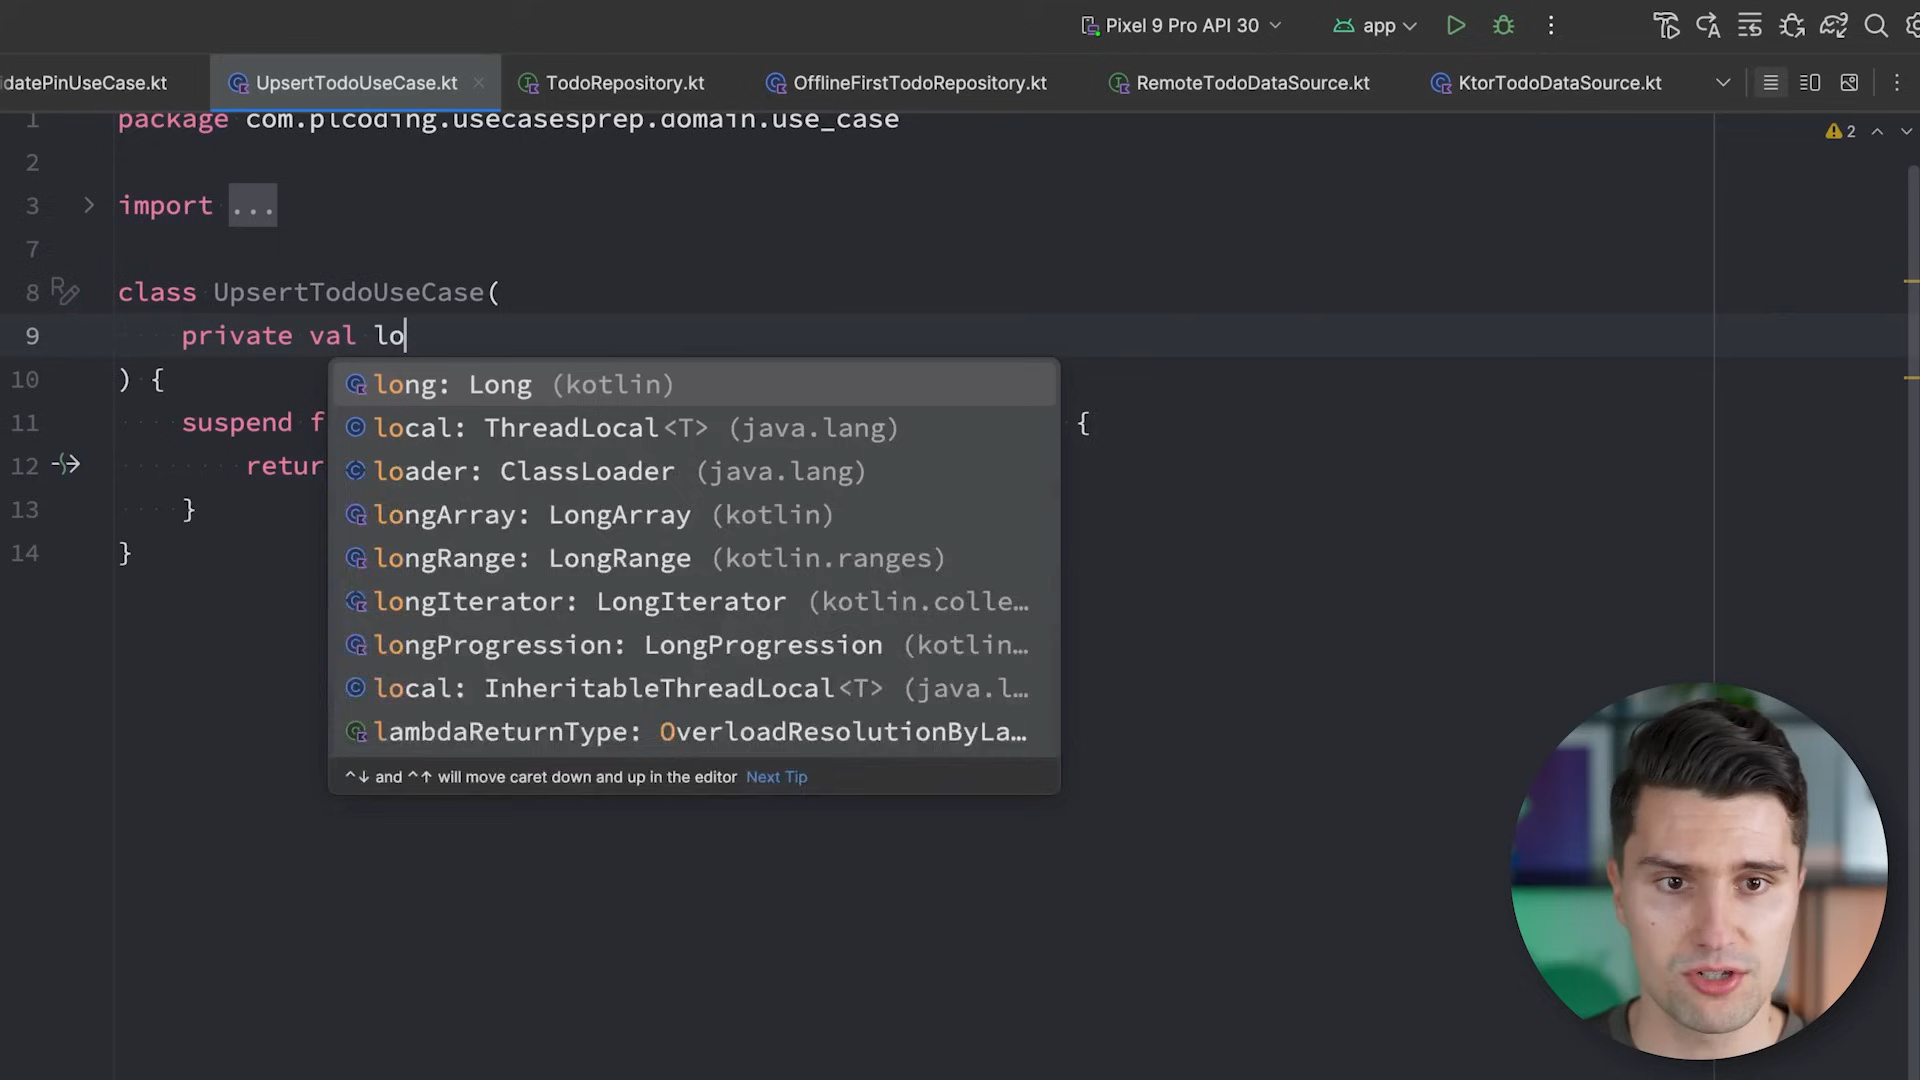 Pixel 9 Pro API 30
app
datePinUseCase.kt
UpsertTodoUseCase.kt
TodoRepository.kt
OfflineFirstTodoRepository.kt
RemoteTodoDataSource.kt
KtorTodoDataSource.kt
1 package com.plcoding.usecasesprep.domain.use_case
2
2
3 import ...
7
8 class UpsertTodoUseCase(
9 private val lo
10 ) {
11 suspend f {
12 retur
13 }
14 }
long: Long (kotlin)
local: ThreadLocal<T> (java.lang)
loader: ClassLoader (java.lang)
longArray: LongArray (kotlin)
longRange: LongRange (kotlin.ranges)
longIterator: LongIterator (kotlin.colle…
longProgression: LongProgression (kotlin…
local: InheritableThreadLocal<T> (java.l…
lambdaReturnType: OverloadResolutionByLa…
^↓ and ^↑ will move caret down and up in the editor Next Tip